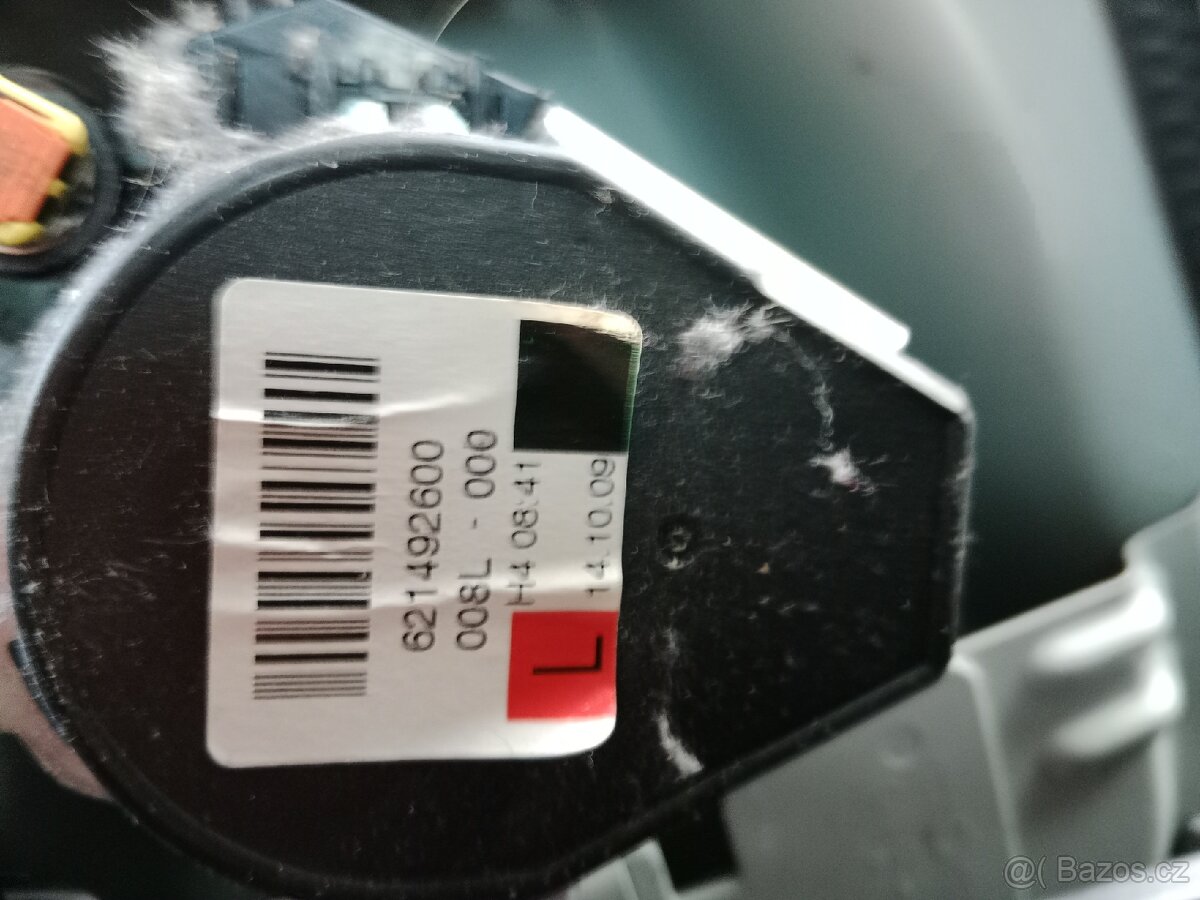 621492600
008L - 000
H4 08:41
14.10.09
L
@( Bazos.cz